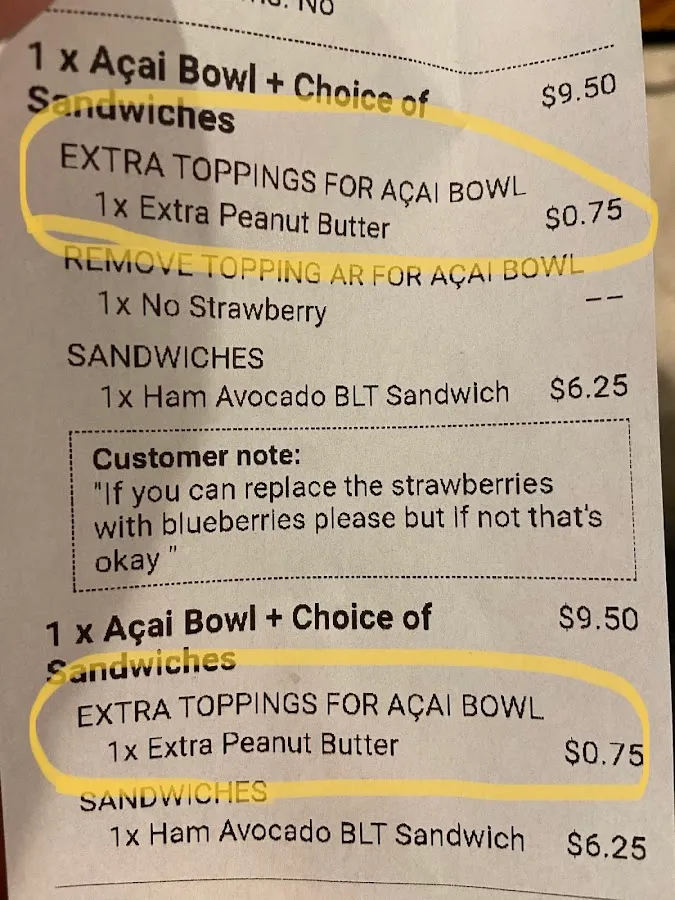 NO
1 x Açai Bowl + Choice of $9.50
Sandwiches
EXTRA TOPPINGS FOR AÇAI BOWL
1x Extra Peanut Butter $0.75
REMOVE TOPPING AR FOR AÇAI BOWL
1x No Strawberry --
SANDWICHES
1x Ham Avocado BLT Sandwich $6.25
Customer note:
"If you can replace the strawberries
with blueberries please but if not that's
okay "
1 x Açai Bowl + Choice of $9.50
Sandwiches
EXTRA TOPPINGS FOR AÇAI BOWL
1x Extra Peanut Butter $0.75
SANDWICHES
1x Ham Avocado BLT Sandwich $6.25